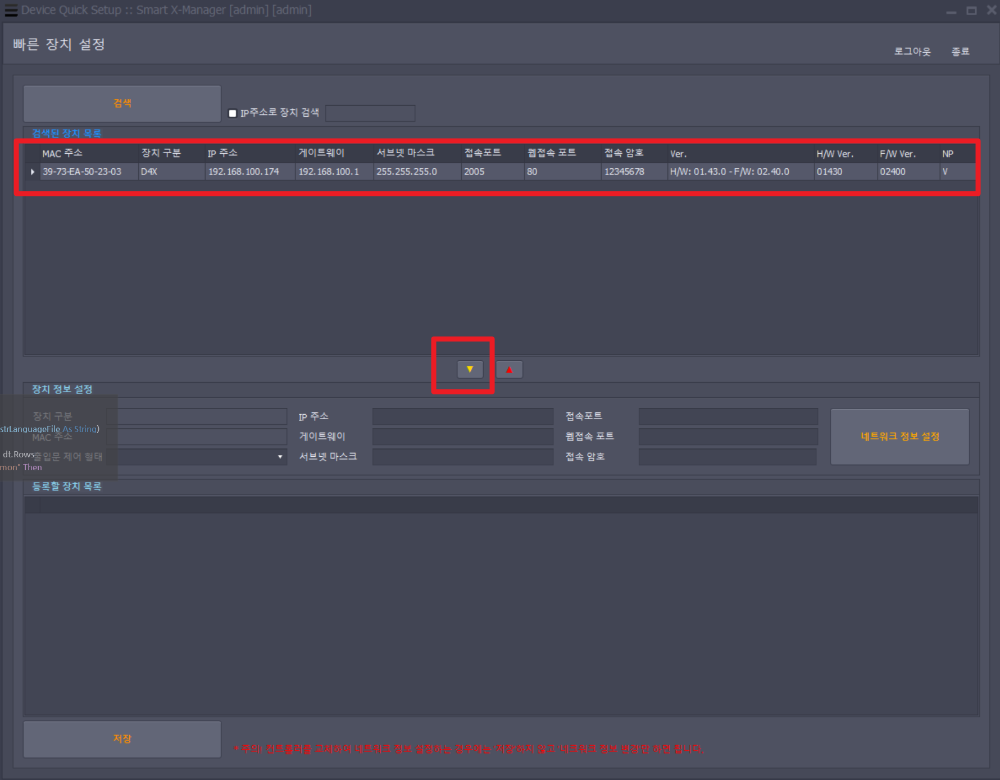 Device Quick Setup :: Smart X-Manager [admin] [admin]
빠른 장치 설정
로그아웃 종료
검색
IP주소로 장치 검색
검색된 장치 목록
MAC 주소 장치 구분 IP 주소 게이트웨이 서브넷 마스크 접속포트 웹접속 포트 접속 암호 Ver. H/W Ver. F/W Ver. NP
39-73-EA-50-23-03 D4X 192.168.100.174 192.168.100.1 255.255.255.0 2005 80 12345678 H/W: 01.43.0 - F/W: 02.40.0 01430 02400 V
▼ ▲
장치 정보 설정
장치 구분 IP 주소 접속포트
strLanguageFile As String)
MAC 주소 게이트웨이 웹접속 포트 네트워크 정보 설정
dt.Rows
출입문 제어 형태 서브넷 마스크 접속 암호
mon" Then
등록할 장치 목록
저장
* 주의! 컨트롤러를 교체하여 네트워크 정보 설정하는 경우에는 '저장'하지 않고 '네크워크 정보 변경'만 하면 됩니다.